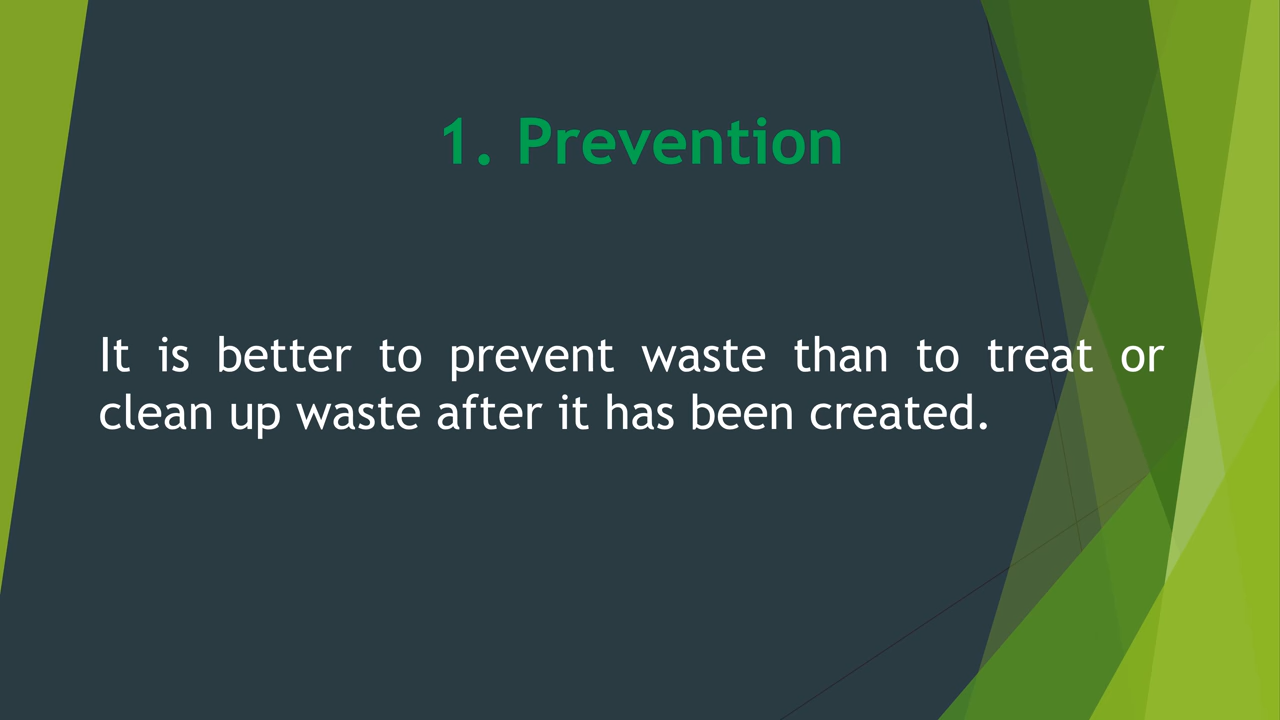 1. Prevention
It is better to prevent waste than to treat or
clean up waste after it has been created.